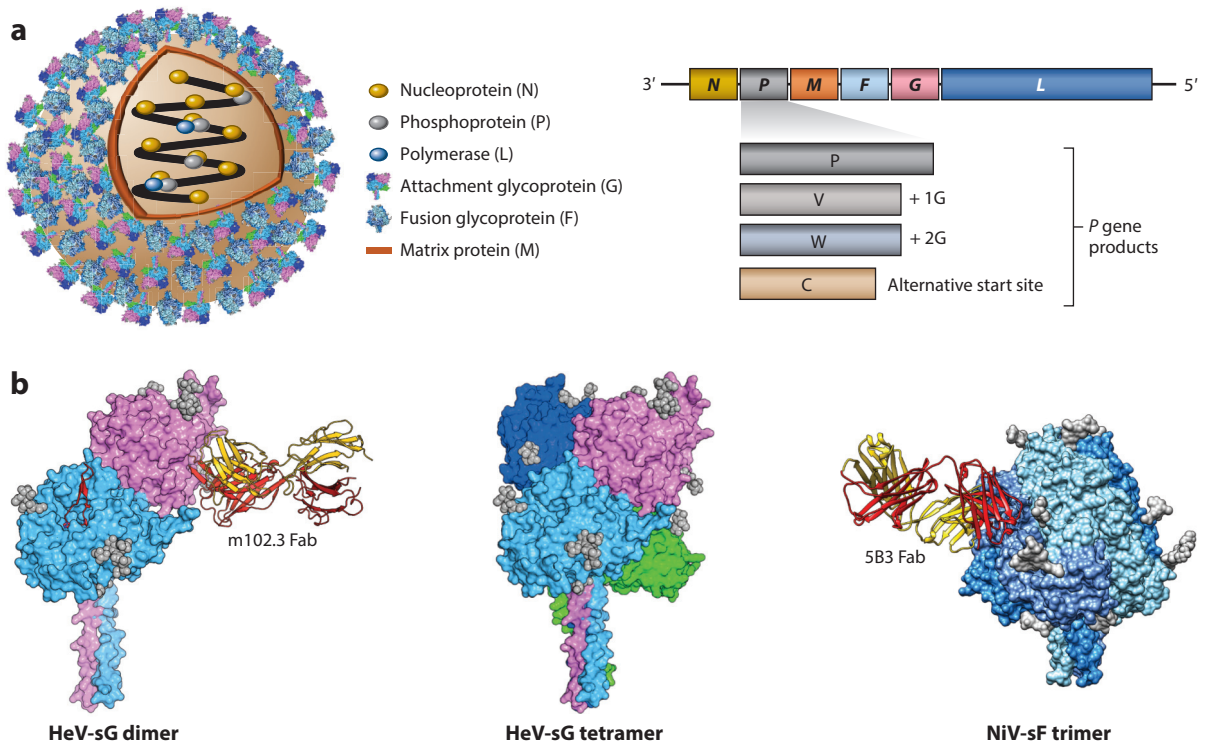 a
Nucleoprotein (N)
Phosphoprotein (P)
Polymerase (L)
Attachment glycoprotein (G)
Fusion glycoprotein (F)
Matrix protein (M)
3′ N P M F G L 5′
P
V + 1G
W + 2G
C Alternative start site
P gene
products
b
m102.3 Fab
5B3 Fab
HeV-sG dimer
HeV-sG tetramer
NiV-sF trimer